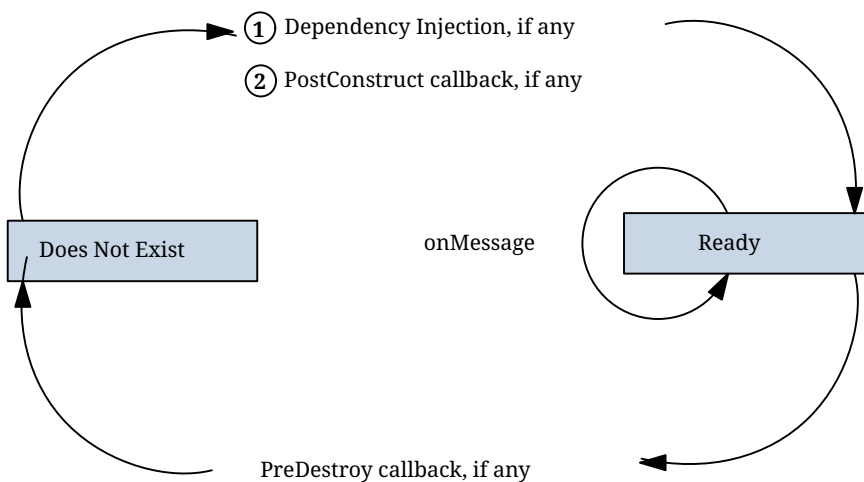 1 Dependency Injection, if any
2 PostConstruct callback, if any
Does Not Exist
onMessage
Ready
PreDestroy callback, if any